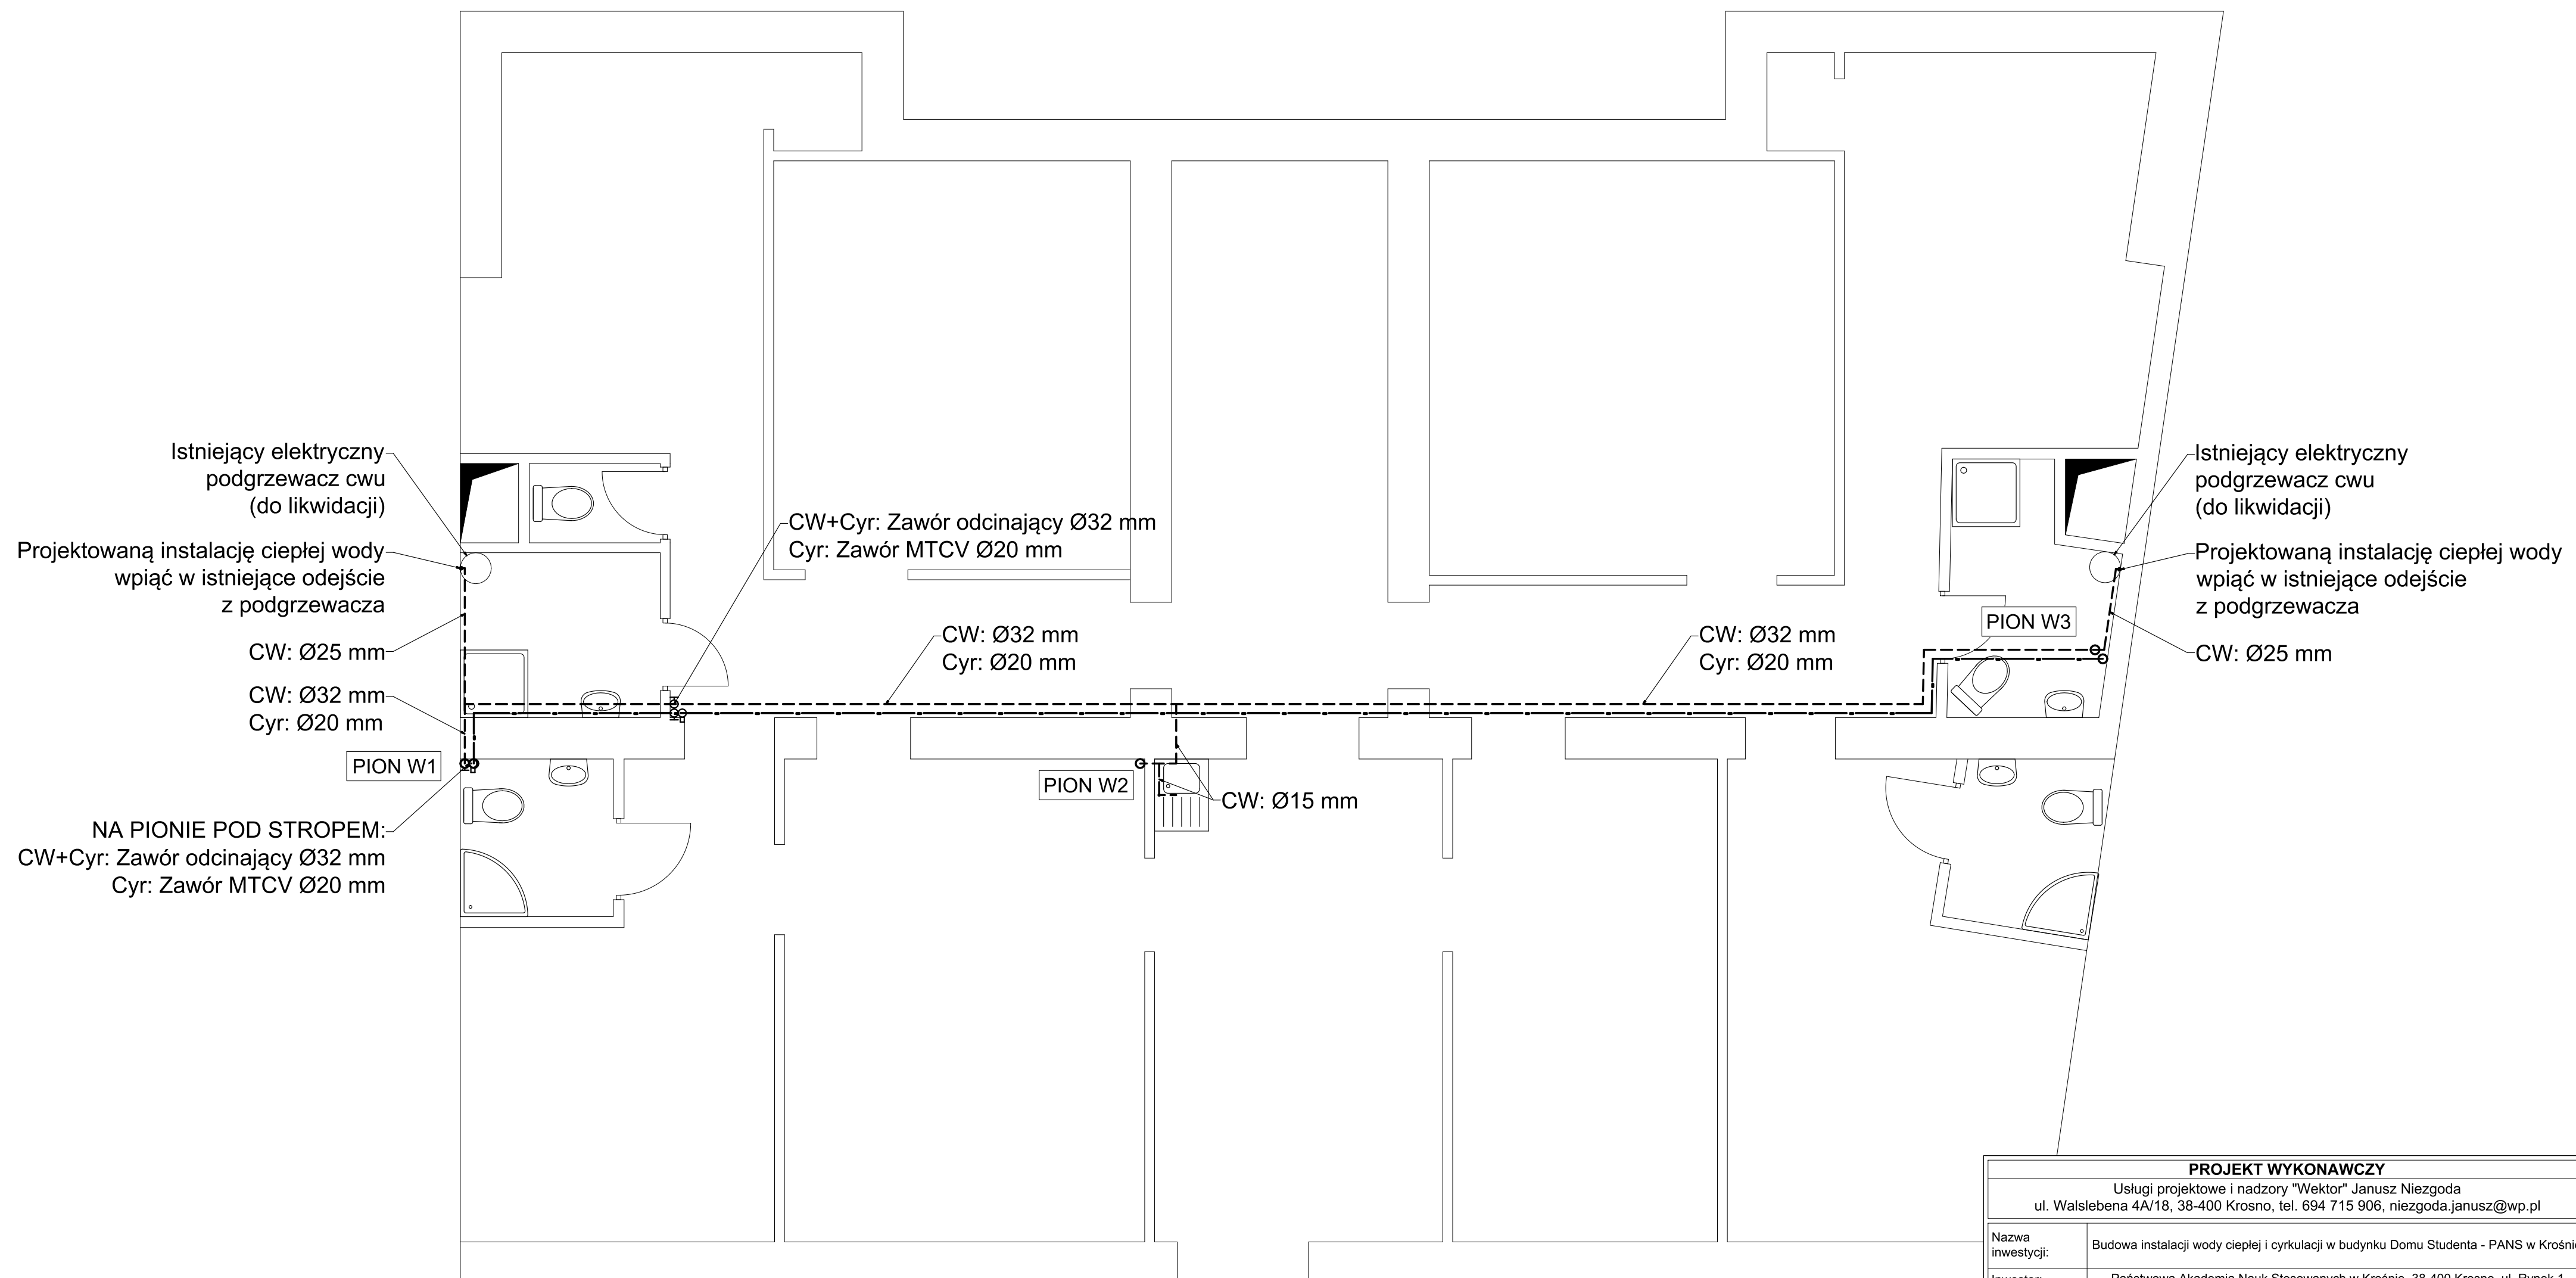 Istniejący elektryczny
podgrzewacz cwu
(do likwidacji)
Projektowaną instalację ciepłej wody
wpiąć w istniejące odejście
z podgrzewacza
CW: Ø25 mm
CW: Ø32 mm
Cyr: Ø20 mm
PION W1
NA PIONIE POD STROPEM:
CW+Cyr: Zawór odcinający Ø32 mm
Cyr: Zawór MTCV Ø20 mm
CW+Cyr: Zawór odcinający Ø32 mm
Cyr: Zawór MTCV Ø20 mm
CW: Ø32 mm
Cyr: Ø20 mm
PION W2
CW: Ø15 mm
CW: Ø32 mm
Cyr: Ø20 mm
PION W3
Istniejący elektryczny
podgrzewacz cwu
(do likwidacji)
Projektowaną instalację ciepłej wody
wpiąć w istniejące odejście
z podgrzewacza
CW: Ø25 mm
PROJEKT WYKONAWCZY
Usługi projektowe i nadzory "Wektor" Janusz Niezgoda
ul. Walslebena 4A/18, 38-400 Krosno, tel. 694 715 906, niezgoda.janusz@wp.pl
Nazwa
inwestycji:
Budowa instalacji wody ciepłej i cyrkulacji w budynku Domu Studenta - PANS w Krośnie